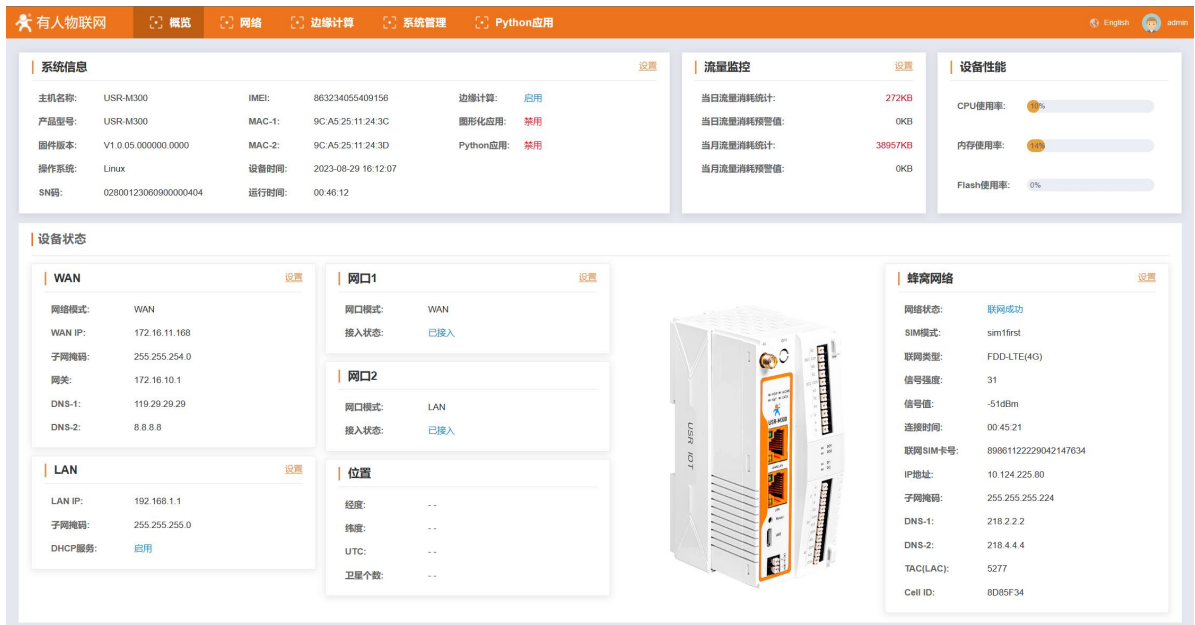 有人物联网 概览 网络 边缘计算 系统管理 Python应用 English admin
系统信息 设置
主机名称: USR-M300 IMEI: 863234055409156 边缘计算: 启用
产品型号: USR-M300 MAC-1: 9C:A5:25:11:24:3C 图形化应用: 禁用
固件版本: V1.0.05.000000.0000 MAC-2: 9C:A5:25:11:24:3D Python应用: 禁用
操作系统: Linux 设备时间: 2023-08-29 16:12:07
SN码: 02800123060900000404 运行时间: 00:46:12
流量监控 设置
当日流量消耗统计: 272KB
当日流量消耗预警值: 0KB
当月流量消耗统计: 38957KB
当月流量消耗预警值: 0KB
设备性能
CPU使用率: 10%
内存使用率: 14%
Flash使用率: 0%
设备状态
WAN 设置
网络模式: WAN
WAN IP: 172.16.11.168
子网掩码: 255.255.254.0
网关: 172.16.10.1
DNS-1: 119.29.29.29
DNS-2: 8.8.8.8
LAN 设置
LAN IP: 192.168.1.1
子网掩码: 255.255.255.0
DHCP服务: 启用
网口1 设置
网口模式: WAN
接入状态: 已接入
网口2
网口模式: LAN
接入状态: 已接入
位置
经度: - -
纬度: - -
UTC: - -
卫星个数: - -
USR IOT
USR-M300
蜂窝网络 设置
网络状态: 联网成功
SIM模式: sim1first
联网类型: FDD-LTE(4G)
信号强度: 31
信号值: -51dBm
连接时间: 00:45:21
联网SIM卡号: 89861122229042147634
IP地址: 10.124.225.80
子网掩码: 255.255.255.224
DNS-1: 218.2.2.2
DNS-2: 218.4.4.4
TAC(LAC): 5277
Cell ID: 8D85F34